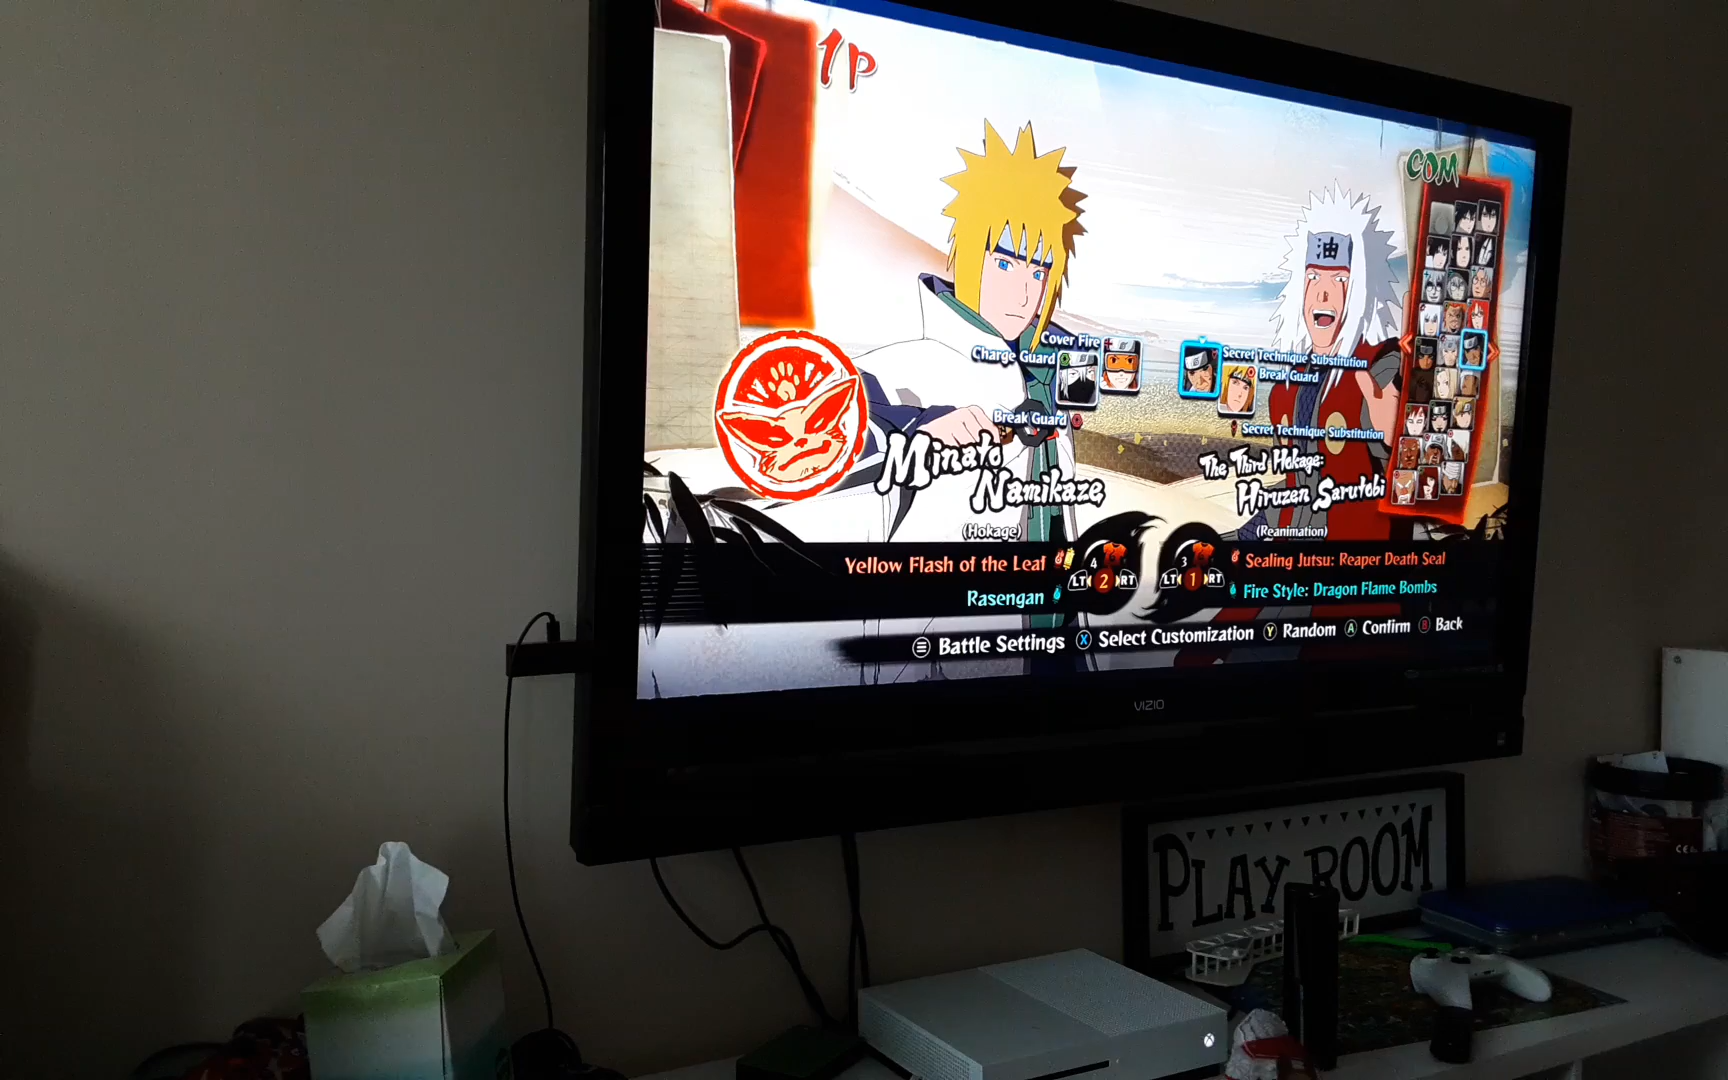 1P
COM
油
Cover Fire
Charge Guard
Secret Technique Substitution
Break Guard
Break Guard
Secret Technique Substitution
Minato
Namikaze
(Hokage)
The Third Hokage:
Hiruzen Sarutobi
(Reanimation)
Yellow Flash of the Leaf
4
LT 2 RT
3
LT 1 RT
Sealing Jutsu: Reaper Death Seal
Rasengan
Fire Style: Dragon Flame Bombs
Battle Settings X Select Customization Y Random A Confirm B Back
VIZIO
PLAY ROOM
CE